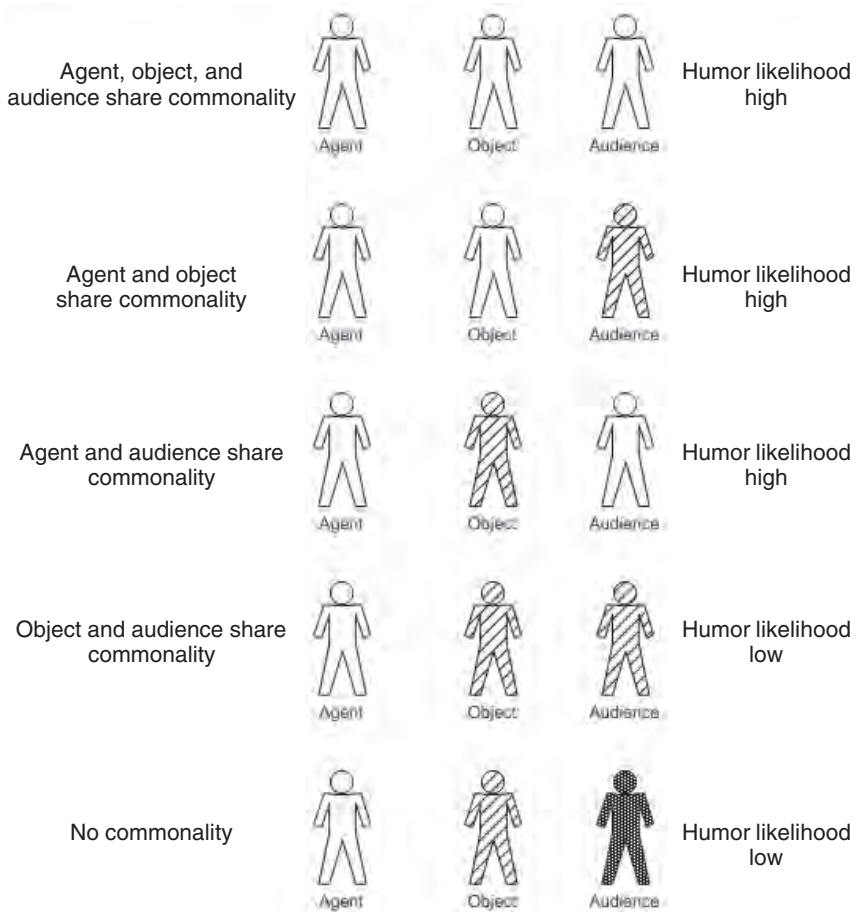 Agent, object, and
audience share commonality
Agent
Object
Audience
Humor likelihood
high
Agent and object
share commonality
Agent
Object
Audience
Humor likelihood
high
Agent and audience share
commonality
Agent
Object
Audience
Humor likelihood
high
Object and audience share
commonality
Agent
Object
Audience
Humor likelihood
low
No commonality
Agent
Object
Audience
Humor likelihood
low